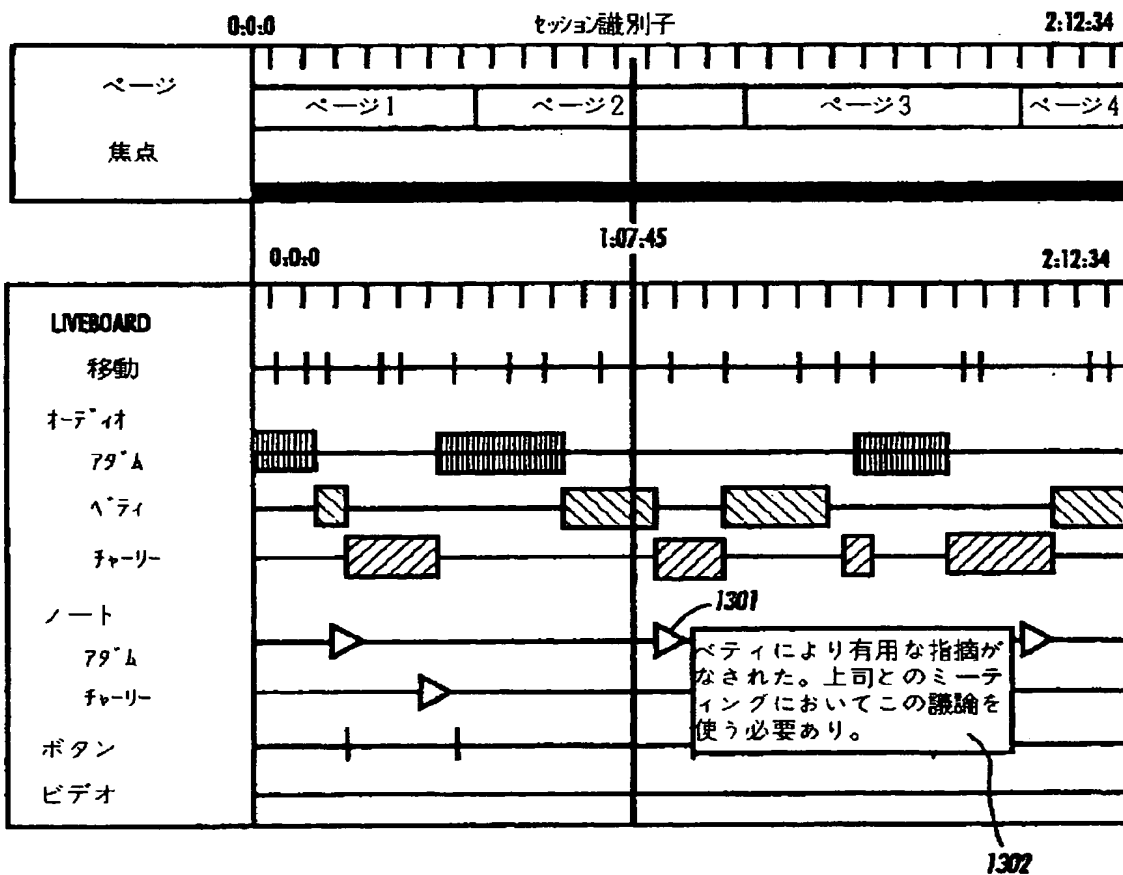 0:0:0 セッション識別子 2:12:34
ページ
ページ1 ページ2 ページ3 ページ4
焦点
1:07:45
0:0:0 2:12:34
LIVEBOARD
移動
オーディオ
アダム
ベティ
チャーリー
ノート
1301
アダム
チャーリー
ベティにより有用な指摘が
なされた。上司とのミーテ
ィングにおいてこの議論を
使う必要あり。
ボタン
ビデオ
1302